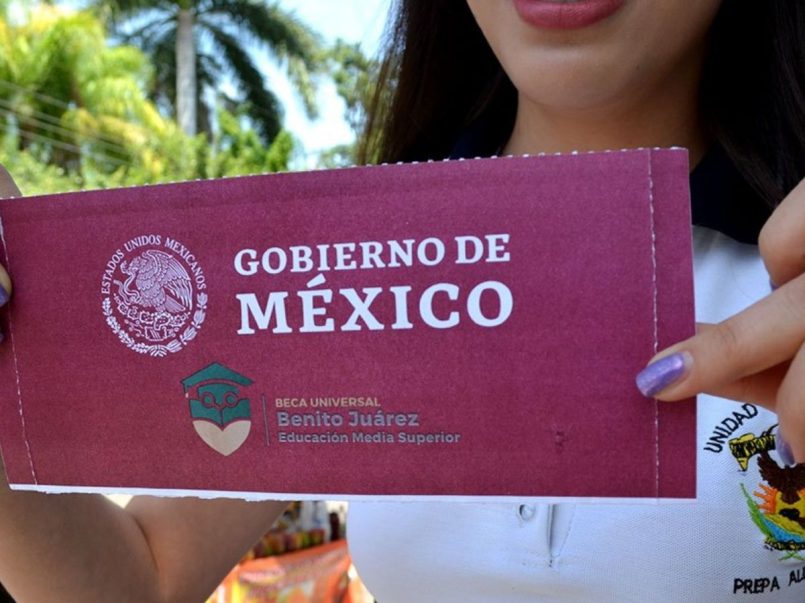 ESTADOS UNIDOS MEXICANOS
GOBIERNO DE
MÉXICO
BECA UNIVERSAL
Benito Juárez
Educación Media Superior
UNIDAD
PREPA